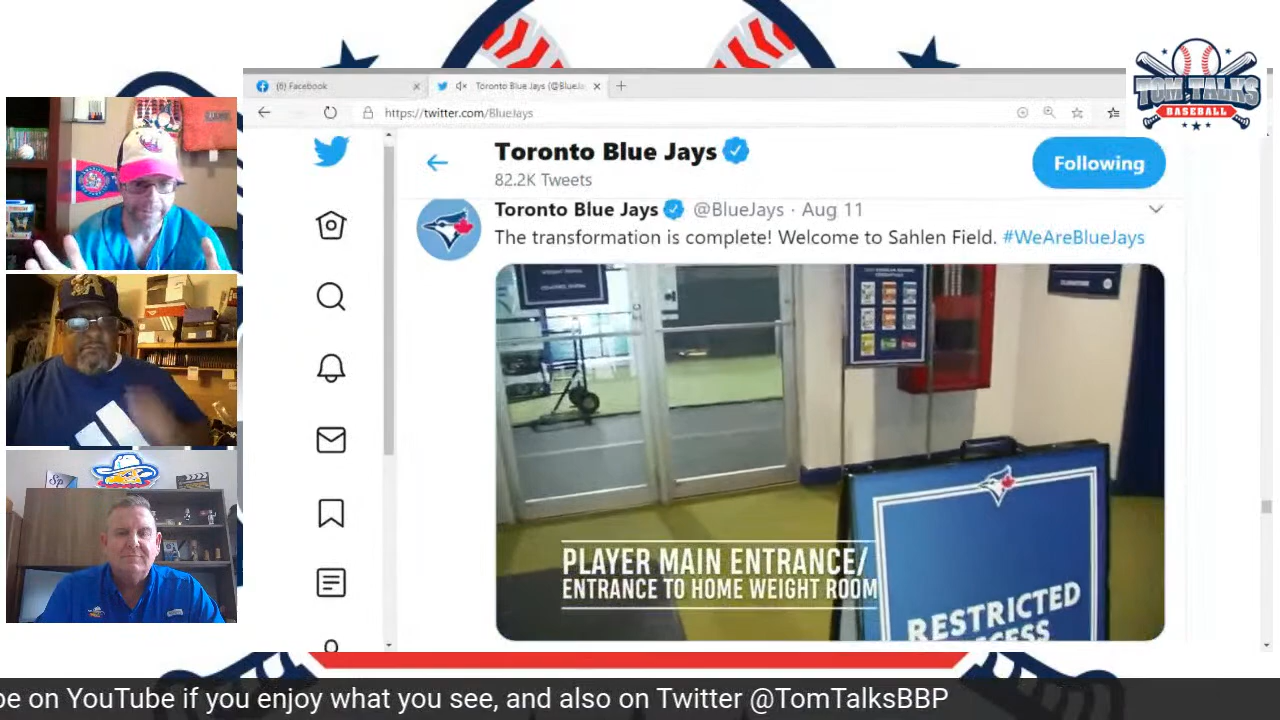 (6) Facebook
Toronto Blue Jays (@BlueJa
https://twitter.com/BlueJays
TOM TALKS
BASEBALL
Toronto Blue Jays
82.2K Tweets
Following
Toronto Blue Jays @BlueJays · Aug 11
The transformation is complete! Welcome to Sahlen Field. #WeAreBlueJays
PLAYER MAIN ENTRANCE/
ENTRANCE TO HOME WEIGHT ROOM
RESTRICTED
be on YouTube if you enjoy what you see, and also on Twitter @TomTalksBBP